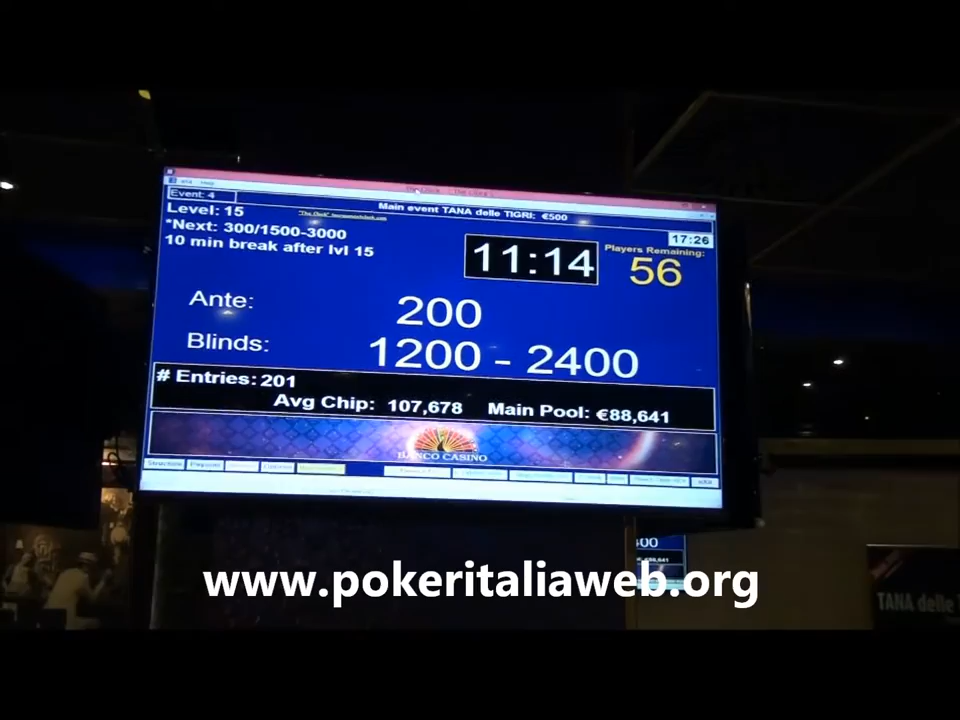 Help
Event: 4
Main event TANA delle TIGRI: €500
Level: 15
17:26
*Next: 300/1500-3000
10 min break after lvl 15
11:14
Players Remaining:
56
Ante:
200
Blinds:
1200 - 2400
# Entries: 201
Avg Chip: 107,678 Main Pool: €88,641
BANCO CASINO
Structure
Payouts
www.pokeritaliaweb.org
TANA delle